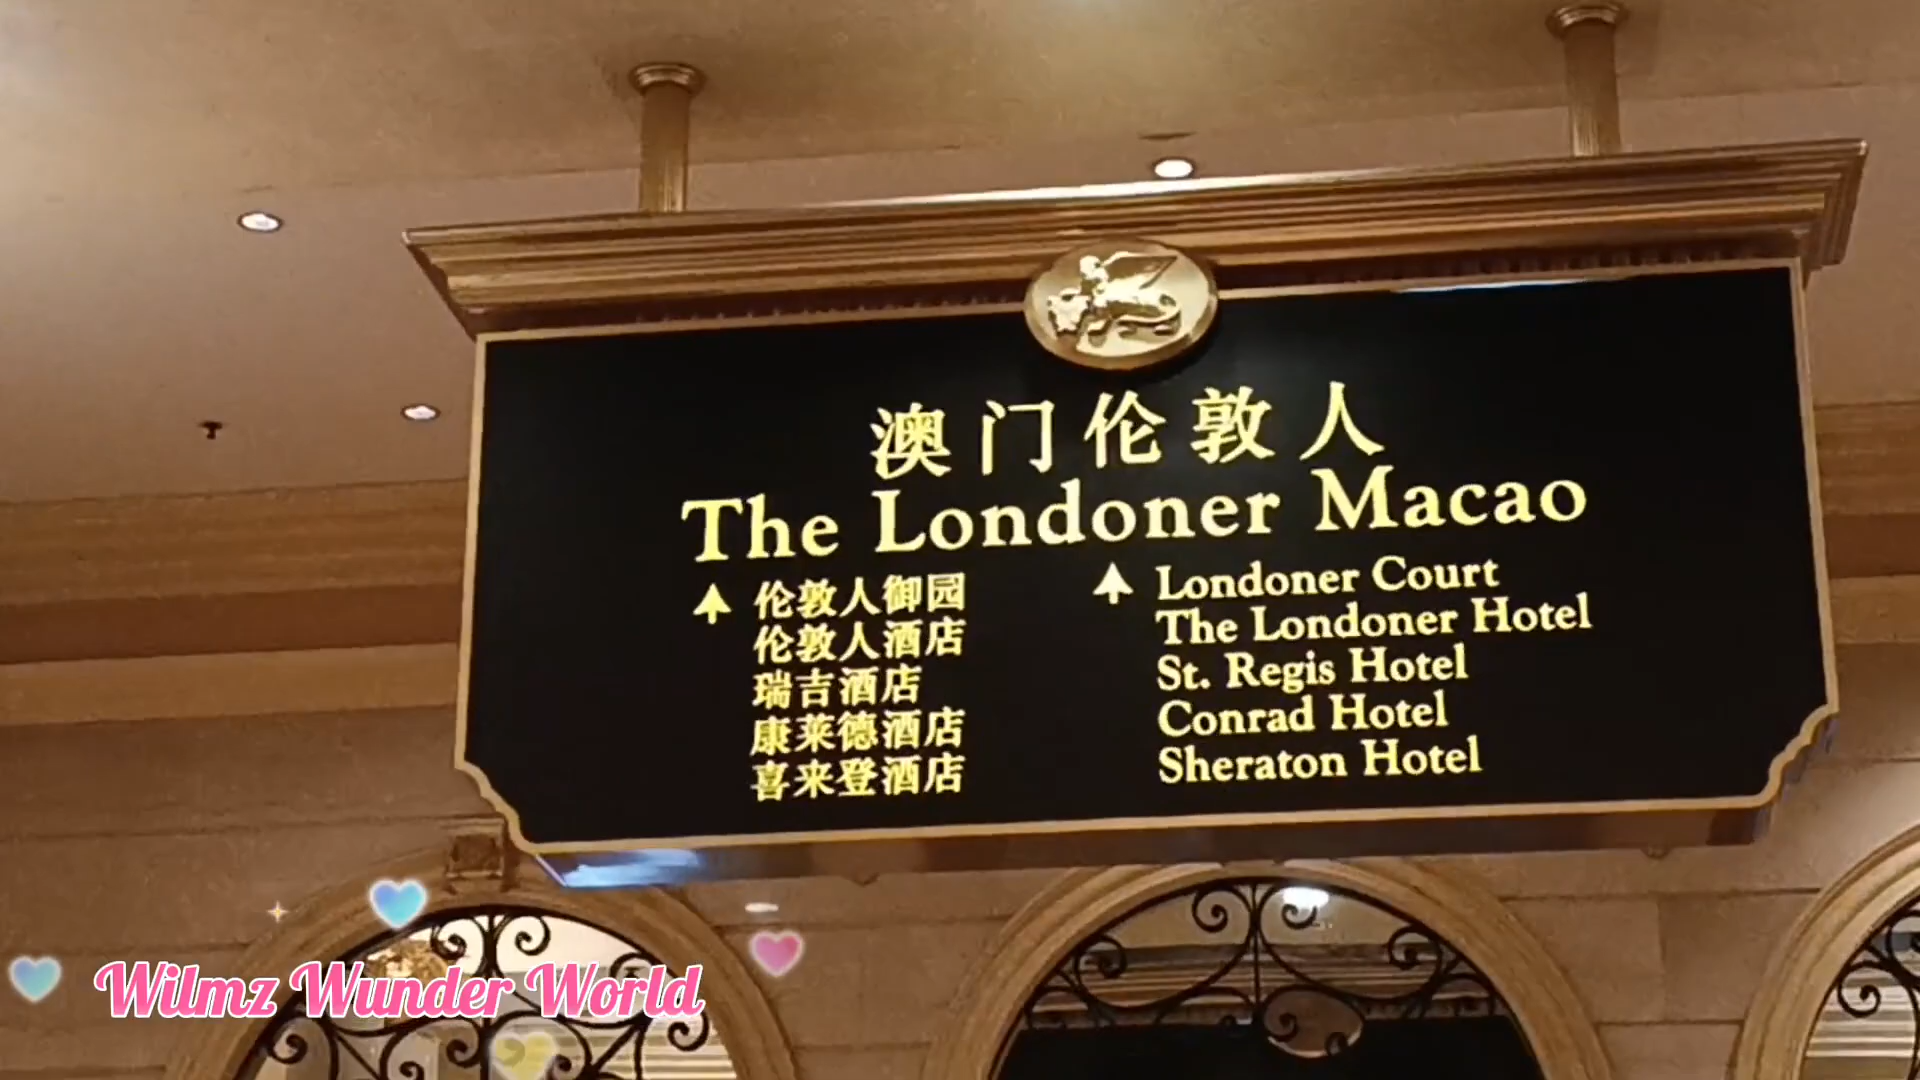 澳门伦敦人
The Londoner Macao
伦敦人御园
伦敦人酒店
瑞吉酒店
康莱德酒店
喜来登酒店
Londoner Court
The Londoner Hotel
St. Regis Hotel
Conrad Hotel
Sheraton Hotel
Wilmz Wunder World